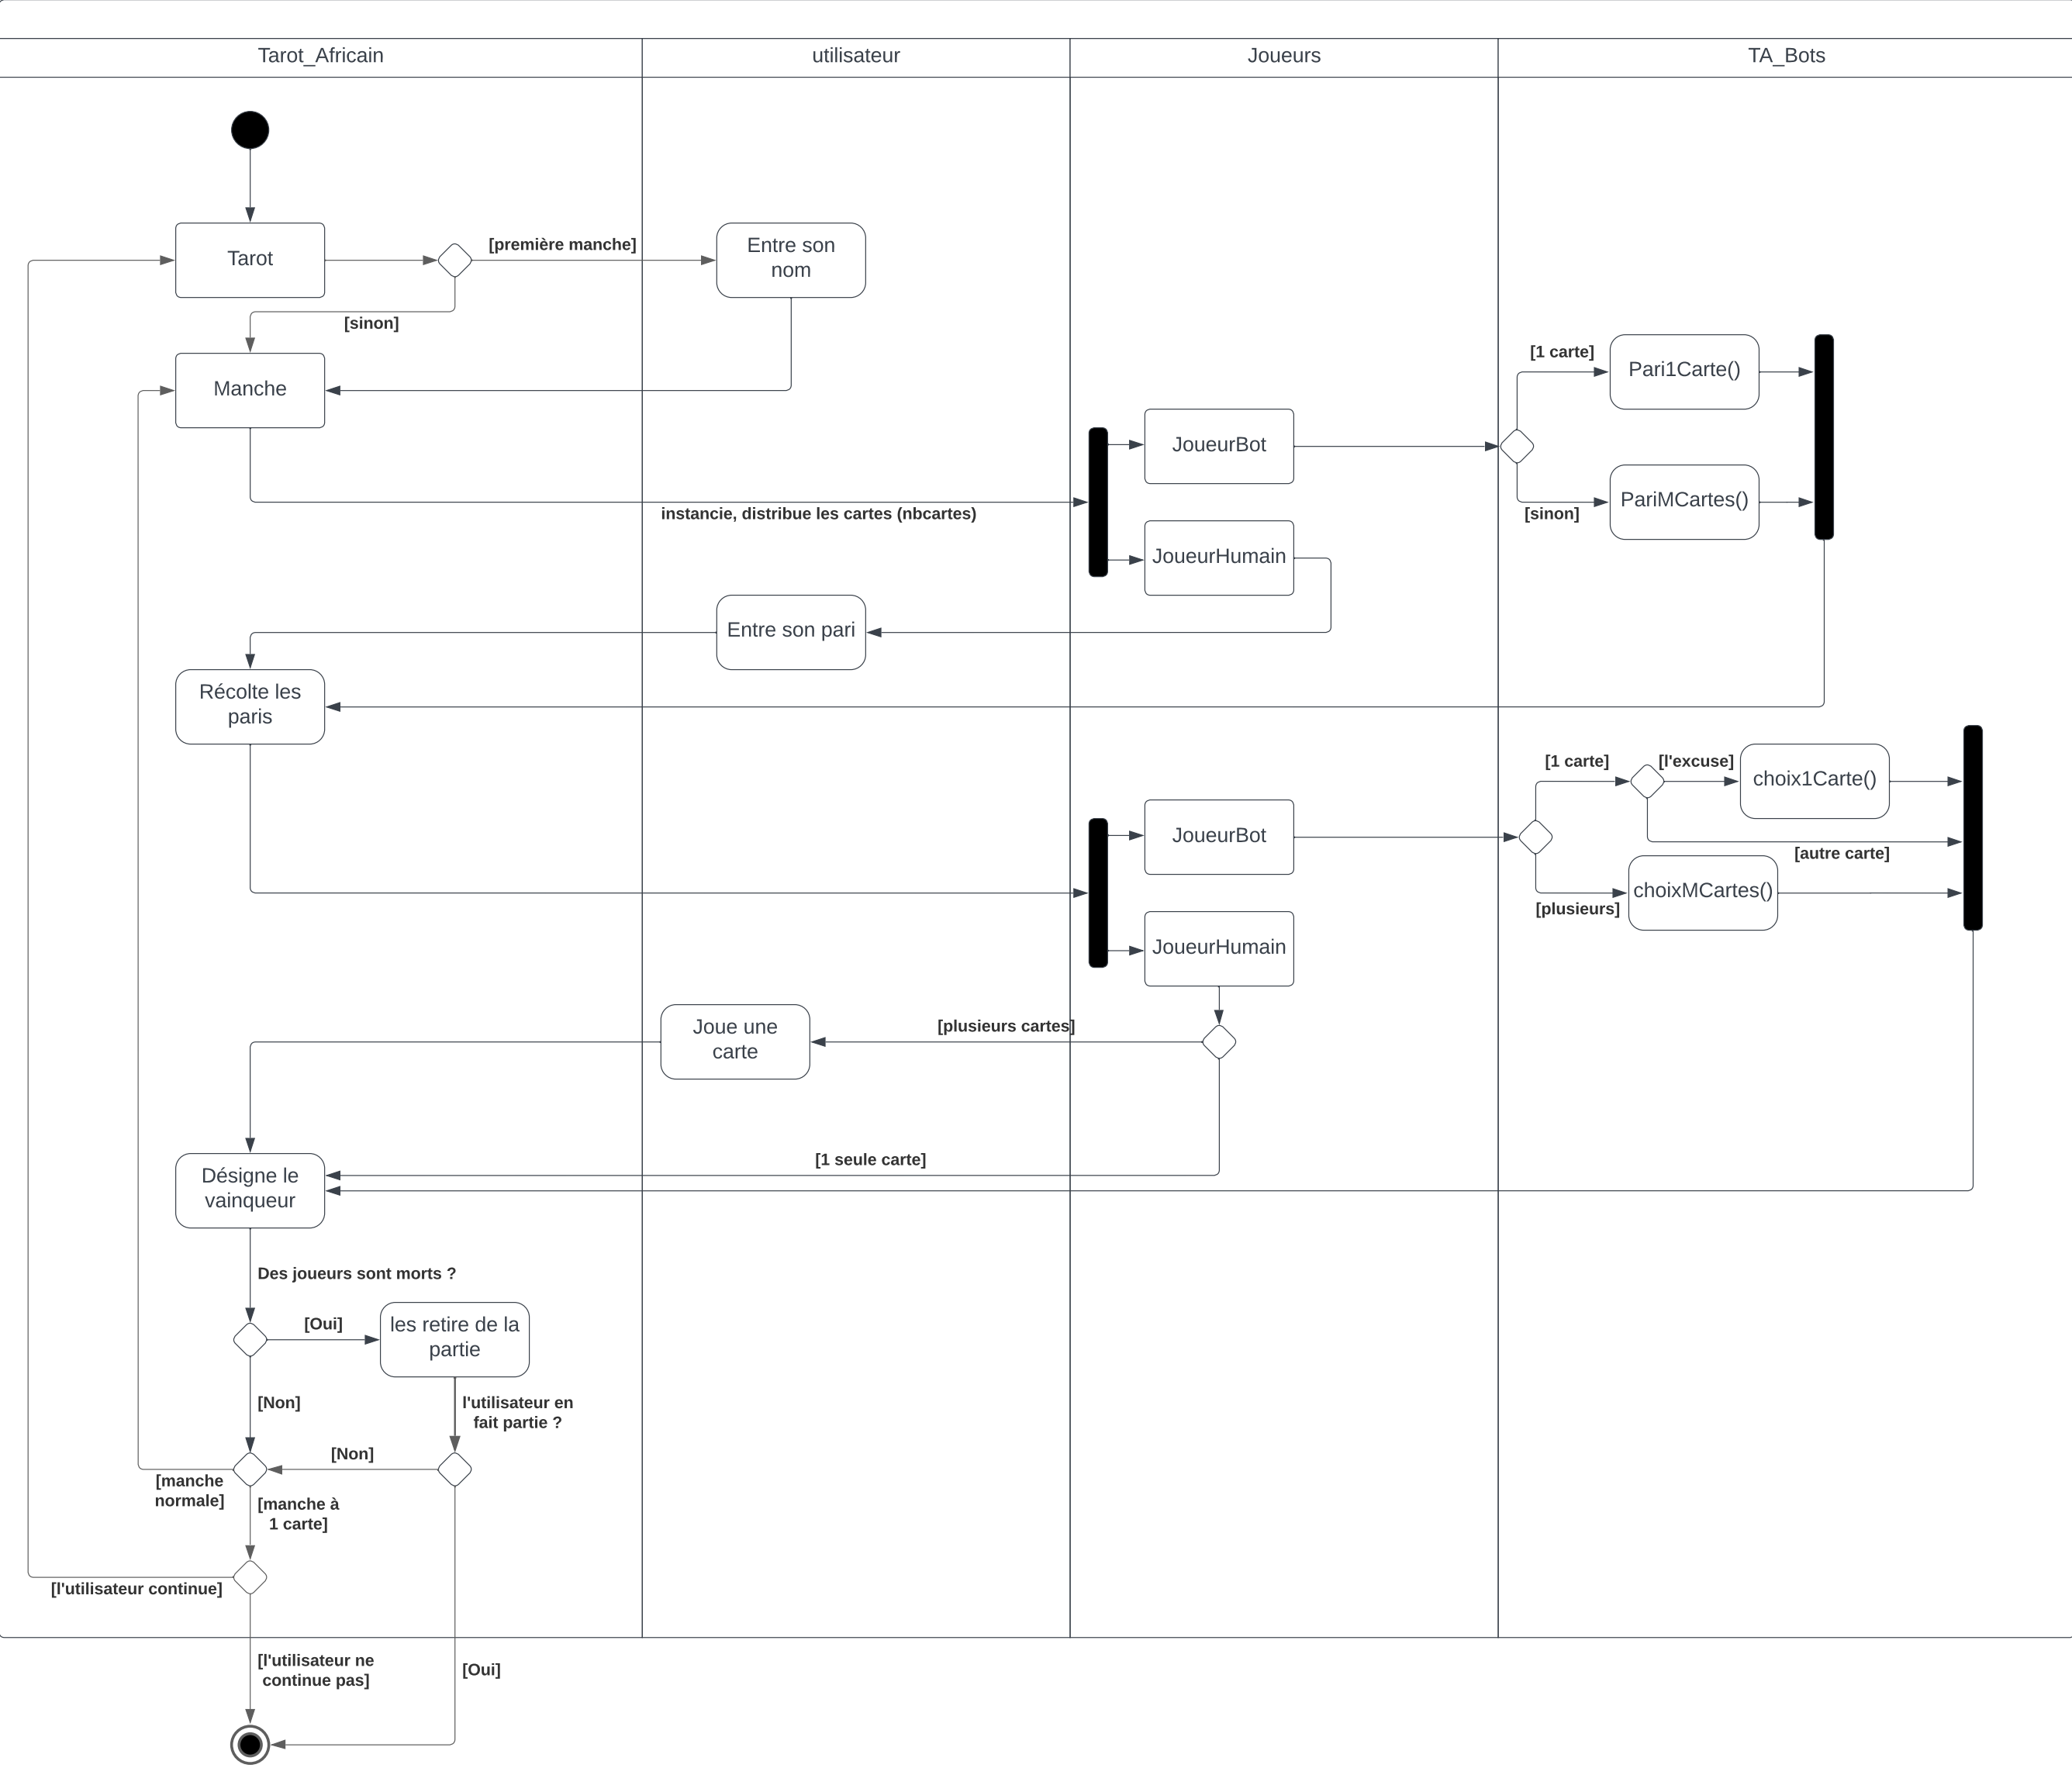 Tarot_Africain
utilisateur
Joueurs
TA_Bots
Tarot
[première manche]
Entre son
nom
[sinon]
Manche
[1 carte]
Pari1Carte()
JoueurBot
PariMCartes()
[sinon]
instancie, distribue les cartes (nbcartes)
JoueurHumain
Entre son pari
Récolte les
paris
[1 carte]
[l'excuse]
choix1Carte()
JoueurBot
[autre carte]
choixMCartes()
[plusieurs]
JoueurHumain
Joue une
carte
[plusieurs cartes]
[1 seule carte]
Désigne le
vainqueur
Des joueurs sont morts ?
[Oui]
les retire de la
partie
[Non]
l'utilisateur en
fait partie ?
[Non]
[manche
normale]
[manche à
1 carte]
[l'utilisateur continue]
[l'utilisateur ne
continue pas]
[Oui]